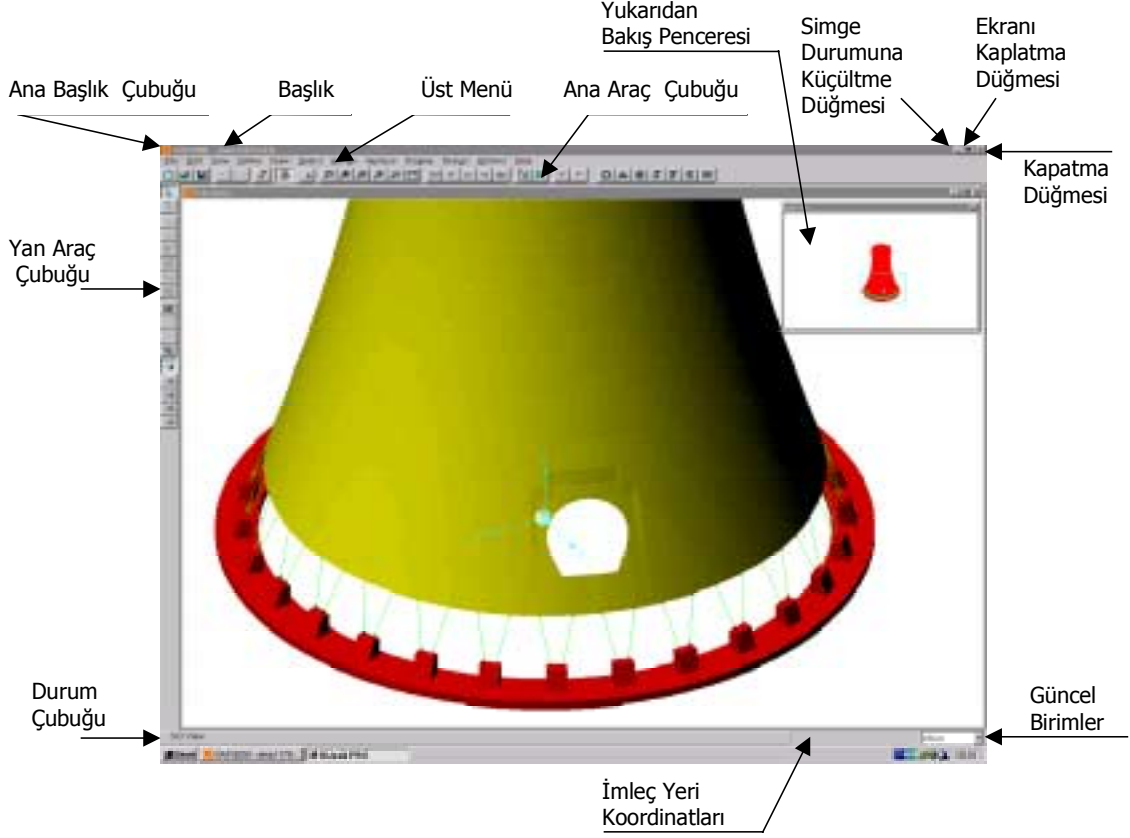 Yukarıdan
Bakış Penceresi
Simge
Durumuna
Küçültme
Düğmesi
Ekranı
Kaplatma
Düğmesi
Ana Başlık Çubuğu
Başlık
Üst Menü
Ana Araç Çubuğu
Kapatma
Düğmesi
Yan Araç
Çubuğu
Durum
Çubuğu
Güncel
Birimler
İmleç Yeri
Koordinatları